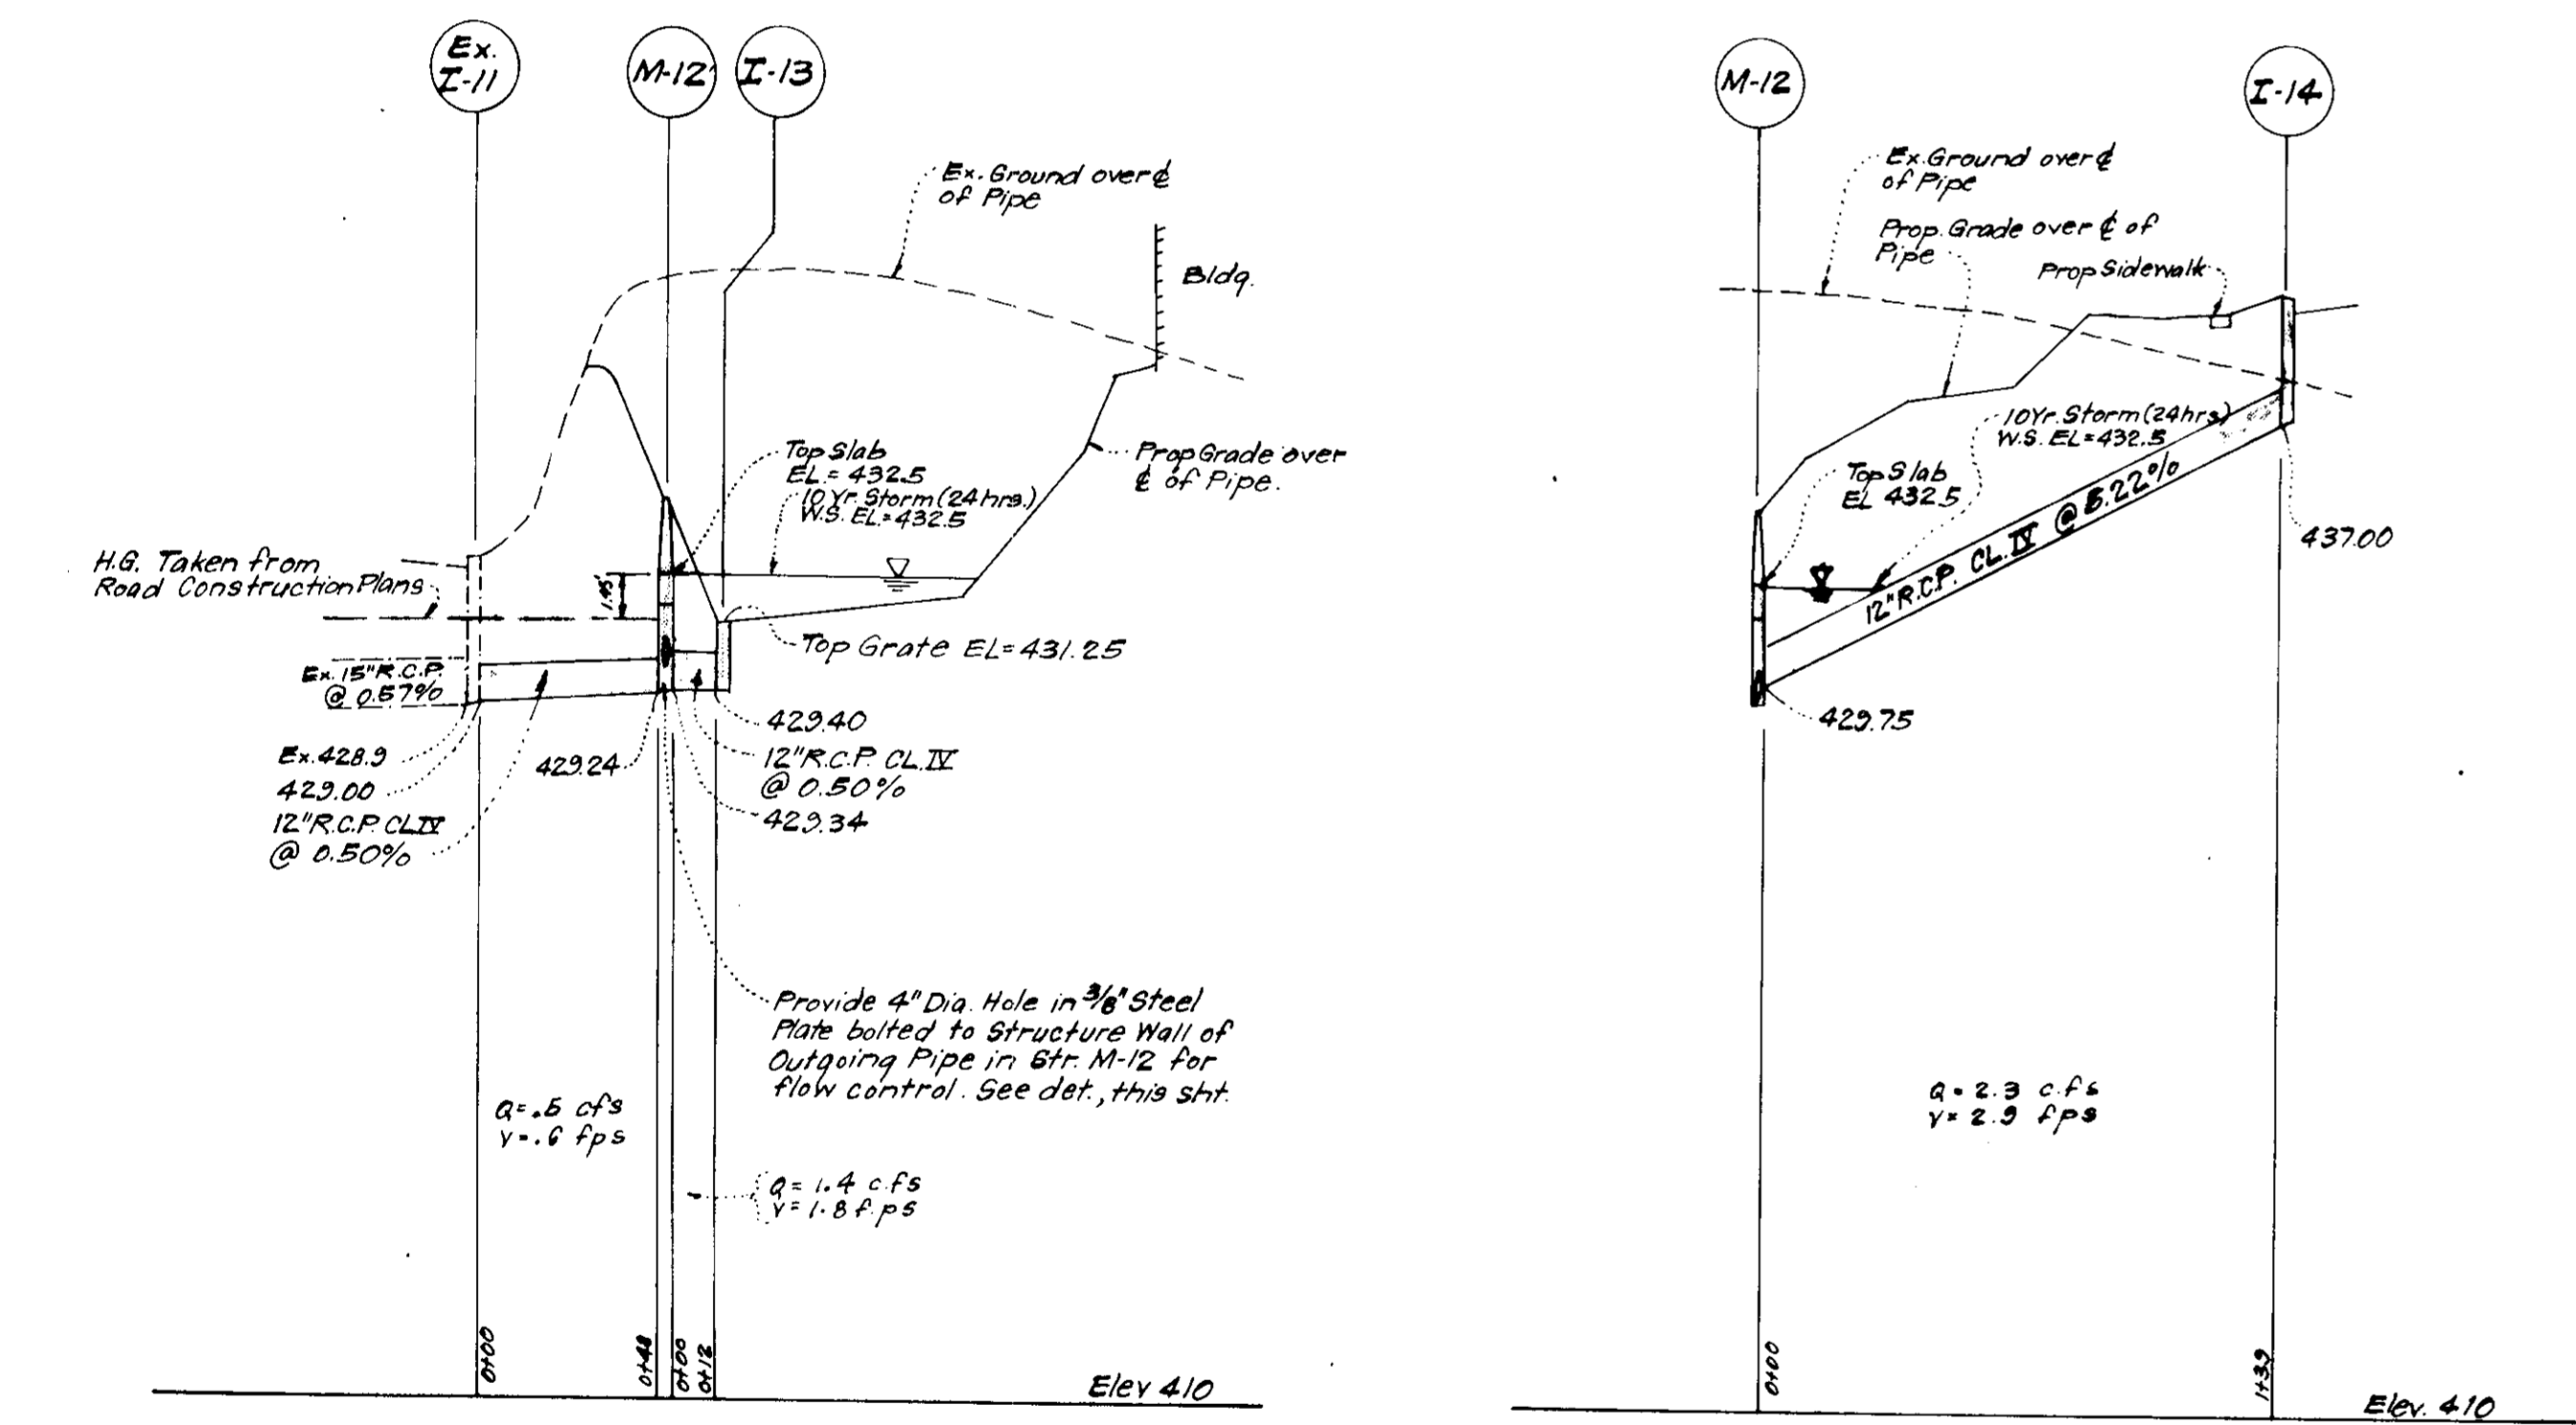 Ex.
I-11
M-12
I-13
Ex. Ground over ℄
of Pipe
Bldg.
Top Slab
EL.= 432.5
10 Yr. Storm (24 hrs.)
W.S. EL.=432.5
Prop Grade over
℄ of Pipe.
H.G. Taken from
Road Construction Plans
1.95'
Top Grate EL=431.25
Ex. 15" R.C.P.
@ 0.57%
Ex. 428.9
429.00
12" R.C.P. CL IV
@ 0.50%
429.24
429.40
12" R.C.P. CL. IV
@ 0.50%
429.34
Provide 4" Dia. Hole in 3/8" Steel
Plate bolted to Structure Wall of
Outgoing Pipe in Str. M-12 for
flow control. See det., this sht.
Q=.5 cfs
V=.6 fps
Q= 1.4 c.fs
V= 1.8 f.ps
0+00
0+48
0+00
0+12
Elev 410
M-12
I-14
Ex. Ground over ℄
of Pipe
Prop. Grade over ℄ of
Pipe
Prop Sidewalk
10 Yr. Storm (24 hrs)
W.S. EL=432.5
Top Slab
EL 432.5
12" R.C.P. CL. IV @ 5.22%
437.00
429.75
Q= 2.3 c.fs
V= 2.9 fps
0+00
1+39
Elev. 410